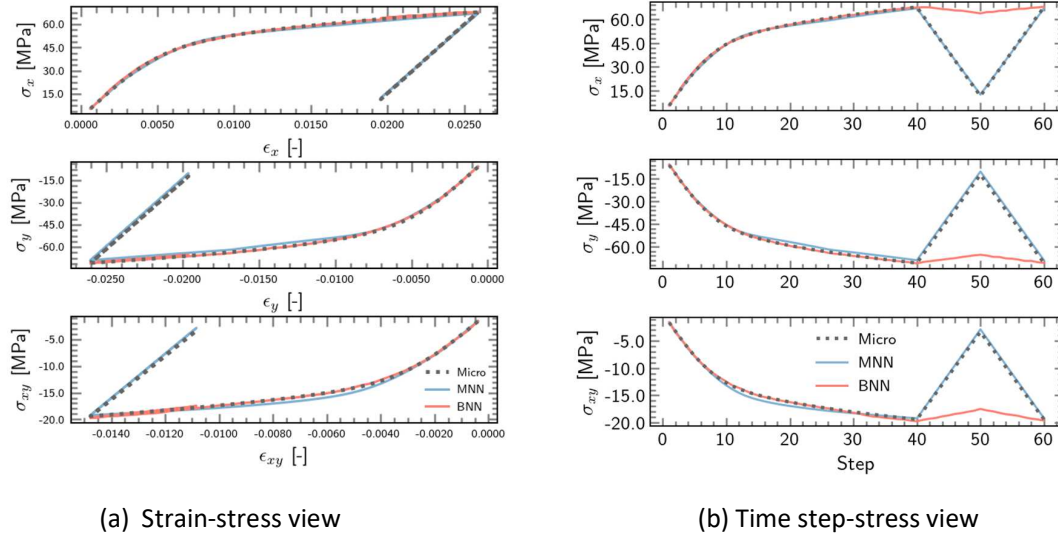 σx [MPa]
60.0
45.0
30.0
15.0
0.0000 0.0050 0.0100 0.0150 0.0200 0.0250
ϵx [-]
σy [MPa]
-15.0
-30.0
-45.0
-60.0
-0.0250 -0.0200 -0.0150 -0.0100 -0.0050 0.0000
ϵy [-]
σxy [MPa]
-5.0
-10.0
-15.0
-20.0
Micro
MNN
BNN
-0.0140 -0.0120 -0.0100 -0.0080 -0.0060 -0.0040 -0.0020 0.0000
ϵxy [-]
(a) Strain-stress view
σx [MPa]
60.0
45.0
30.0
15.0
0 10 20 30 40 50 60
σy [MPa]
-15.0
-30.0
-45.0
-60.0
0 10 20 30 40 50 60
σxy [MPa]
-5.0
-10.0
-15.0
-20.0
Micro
MNN
BNN
0 10 20 30 40 50 60
Step
(b) Time step-stress view